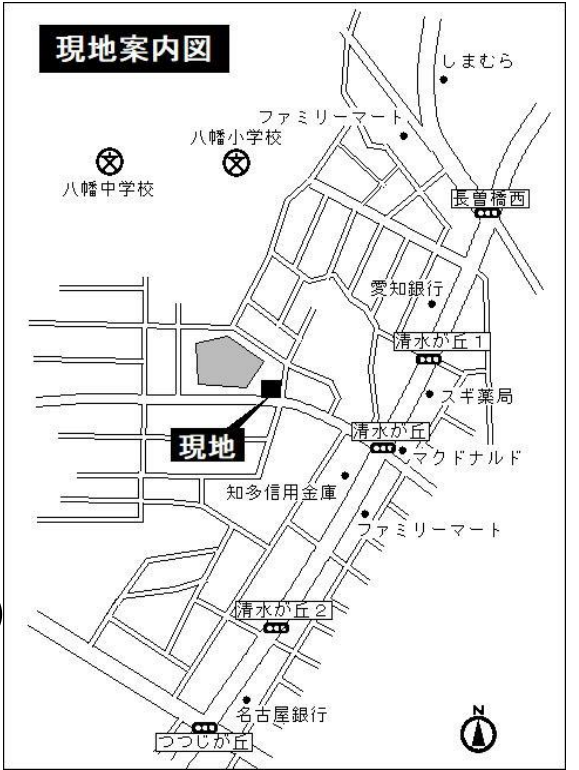 現地案内図
しまむら
ファミリーマート
八幡小学校
八幡中学校
長曽橋西
愛知銀行
清水が丘1
スギ薬局
清水が丘
現地
マクドナルド
知多信用金庫
ファミリーマート
清水が丘2
名古屋銀行
つつじが丘
N